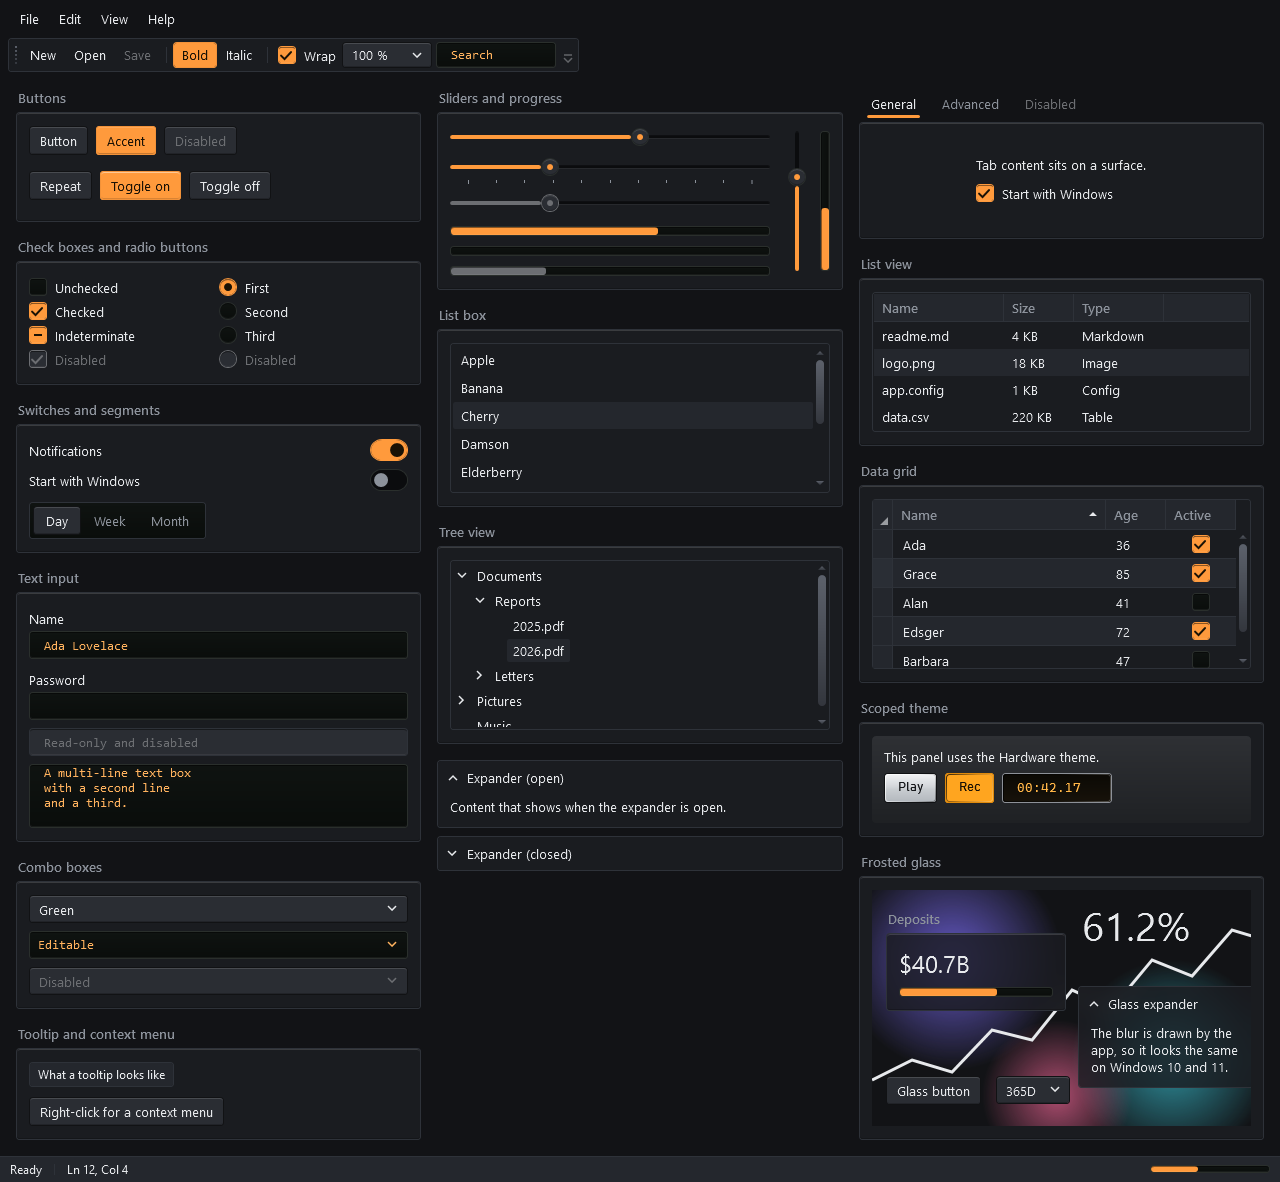 File Edit View Help
New Open Save Bold Italic Wrap 100 % Search
Buttons
Button Accent Disabled
Repeat Toggle on Toggle off
Check boxes and radio buttons
Unchecked First
Checked Second
Indeterminate Third
Disabled Disabled
Switches and segments
Notifications
Start with Windows
Day Week Month
Text input
Name
Ada Lovelace
Password
Read-only and disabled
A multi-line text box
with a second line
and a third.
Combo boxes
Green
Editable
Disabled
Tooltip and context menu
What a tooltip looks like
Right-click for a context menu
Sliders and progress
List box
Apple
Banana
Cherry
Damson
Elderberry
Tree view
Documents
Reports
2025.pdf
2026.pdf
Letters
Pictures
Music
Expander (open)
Content that shows when the expander is open.
Expander (closed)
General Advanced Disabled
Tab content sits on a surface.
Start with Windows
List view
Name Size Type
readme.md 4 KB Markdown
logo.png 18 KB Image
app.config 1 KB Config
data.csv 220 KB Table
Data grid
Name Age Active
Ada 36
Grace 85
Alan 41
Edsger 72
Barbara 47
Scoped theme
This panel uses the Hardware theme.
Play Rec 00:42.17
Frosted glass
Deposits
61.2%
$40.7B
Glass expander
The blur is drawn by the
app, so it looks the same
on Windows 10 and 11.
Glass button 365D
Ready Ln 12, Col 4